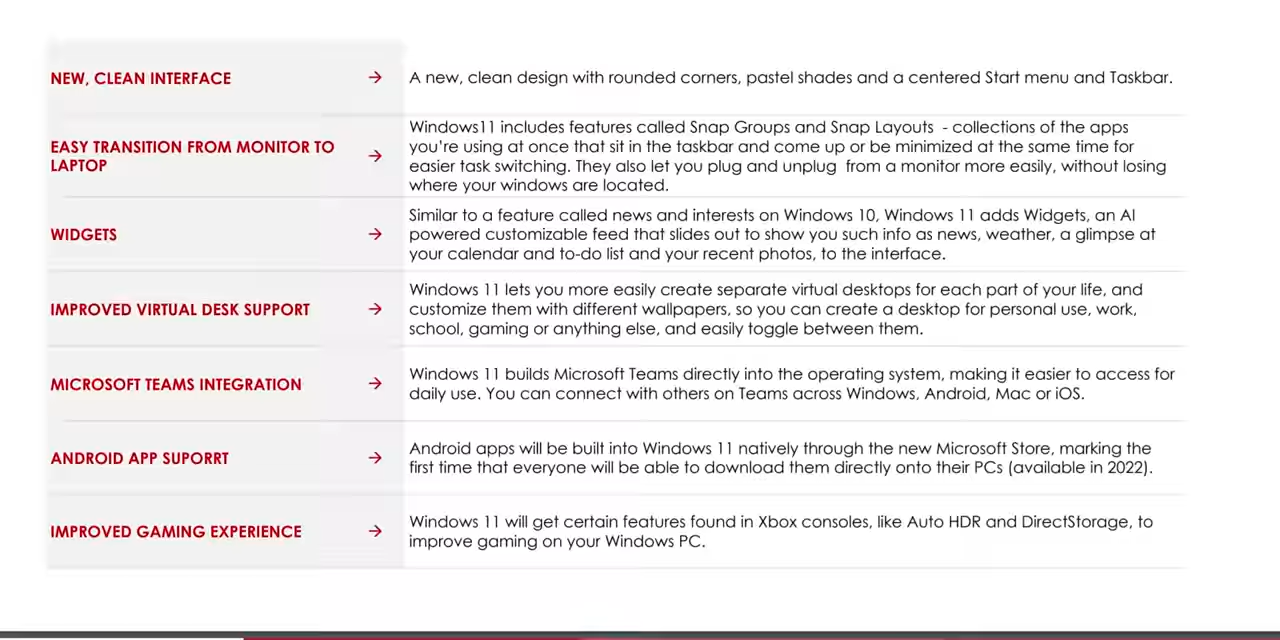 NEW, CLEAN INTERFACE → A new, clean design with rounded corners, pastel shades and a centered Start menu and Taskbar.
EASY TRANSITION FROM MONITOR TO
LAPTOP →
Windows11 includes features called Snap Groups and Snap Layouts  - collections of the apps
you're using at once that sit in the taskbar and come up or be minimized at the same time for
easier task switching. They also let you plug and unplug  from a monitor more easily, without losing
where your windows are located.
WIDGETS →
Similar to a feature called news and interests on Windows 10, Windows 11 adds Widgets, an AI
powered customizable feed that slides out to show you such info as news, weather, a glimpse at
your calendar and to-do list and your recent photos, to the interface.
IMPROVED VIRTUAL DESK SUPPORT →
Windows 11 lets you more easily create separate virtual desktops for each part of your life, and
customize them with different wallpapers, so you can create a desktop for personal use, work,
school, gaming or anything else, and easily toggle between them.
MICROSOFT TEAMS INTEGRATION →
Windows 11 builds Microsoft Teams directly into the operating system, making it easier to access for
daily use. You can connect with others on Teams across Windows, Android, Mac or iOS.
ANDROID APP SUPORRT →
Android apps will be built into Windows 11 natively through the new Microsoft Store, marking the
first time that everyone will be able to download them directly onto their PCs (available in 2022).
IMPROVED GAMING EXPERIENCE →
Windows 11 will get certain features found in Xbox consoles, like Auto HDR and DirectStorage, to
improve gaming on your Windows PC.